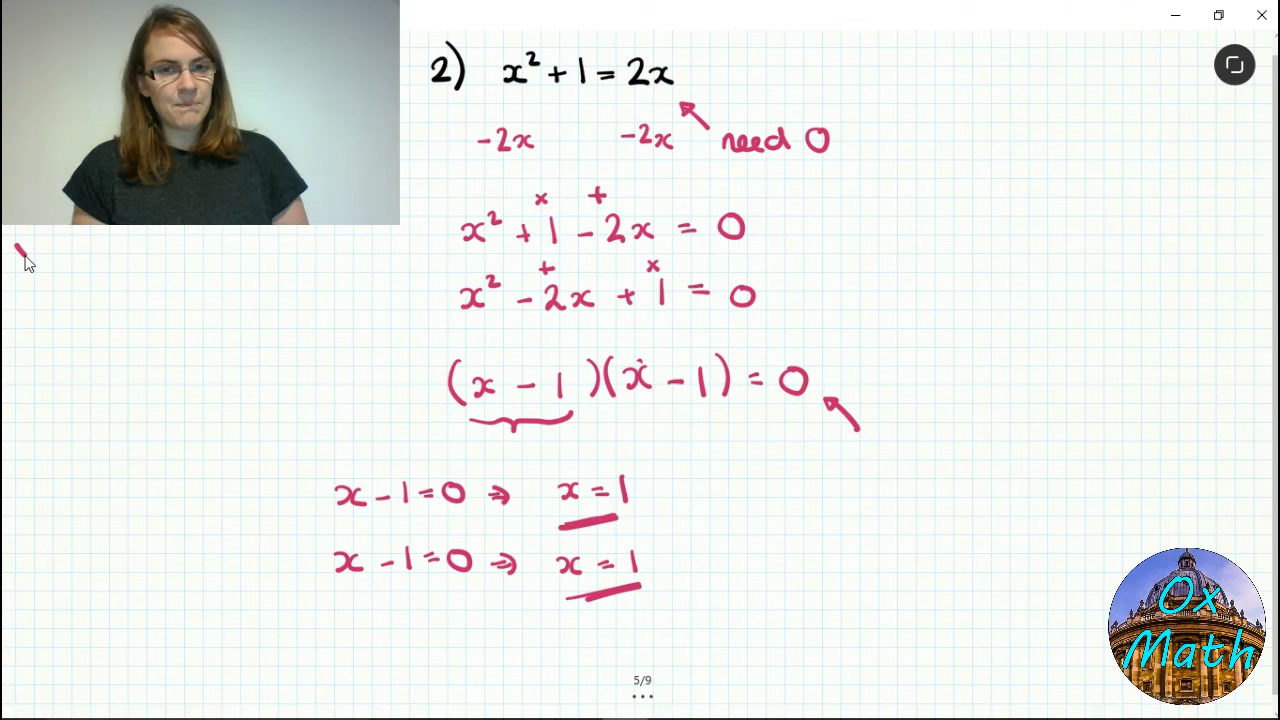 2) x² + 1 = 2x
-2x -2x need 0
x + 
x² + 1 - 2x = 0
+ x
x² - 2x + 1 = 0
(x - 1)(x - 1) = 0
x - 1 = 0 ⇒ x = 1
x - 1 = 0 ⇒ x = 1
Ox
Math
5/9